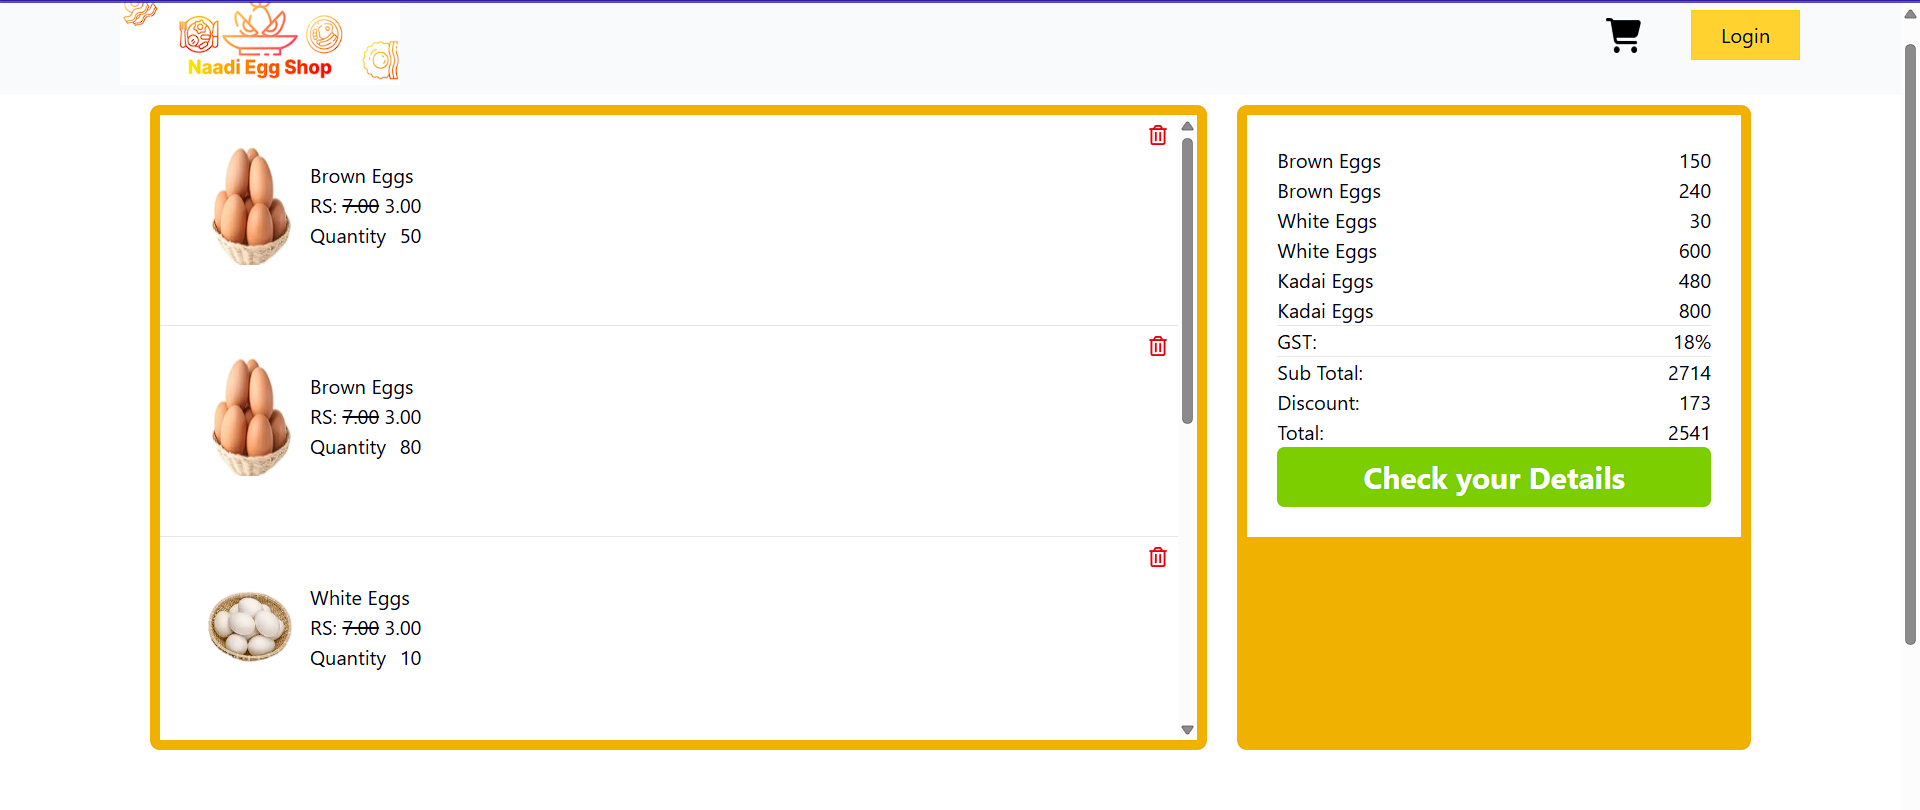 Naadi Egg Shop
Login
Brown Eggs
RS: 7.00 3.00
Quantity 50
Brown Eggs
RS: 7.00 3.00
Quantity 80
White Eggs
RS: 7.00 3.00
Quantity 10
Brown Eggs 150
Brown Eggs 240
White Eggs 30
White Eggs 600
Kadai Eggs 480
Kadai Eggs 800
GST: 18%
Sub Total: 2714
Discount: 173
Total: 2541
Check your Details